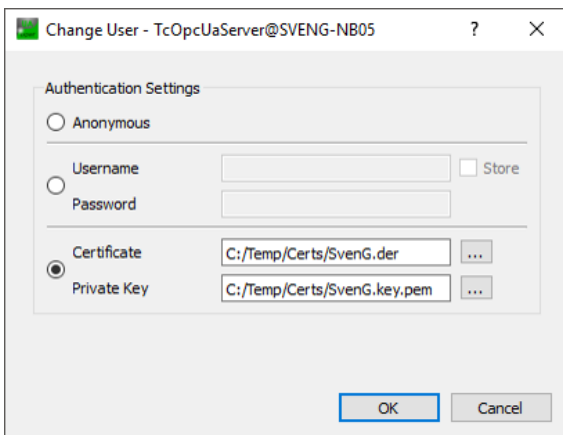 Change User - TcOpcUaServer@SVENG-NB05 ?
Authentication Settings
Anonymous
Username
Store
Password
Certificate
C:/Temp/Certs/SvenG.der
...
Private Key
C:/Temp/Certs/SvenG.key.pem
...
OK
Cancel